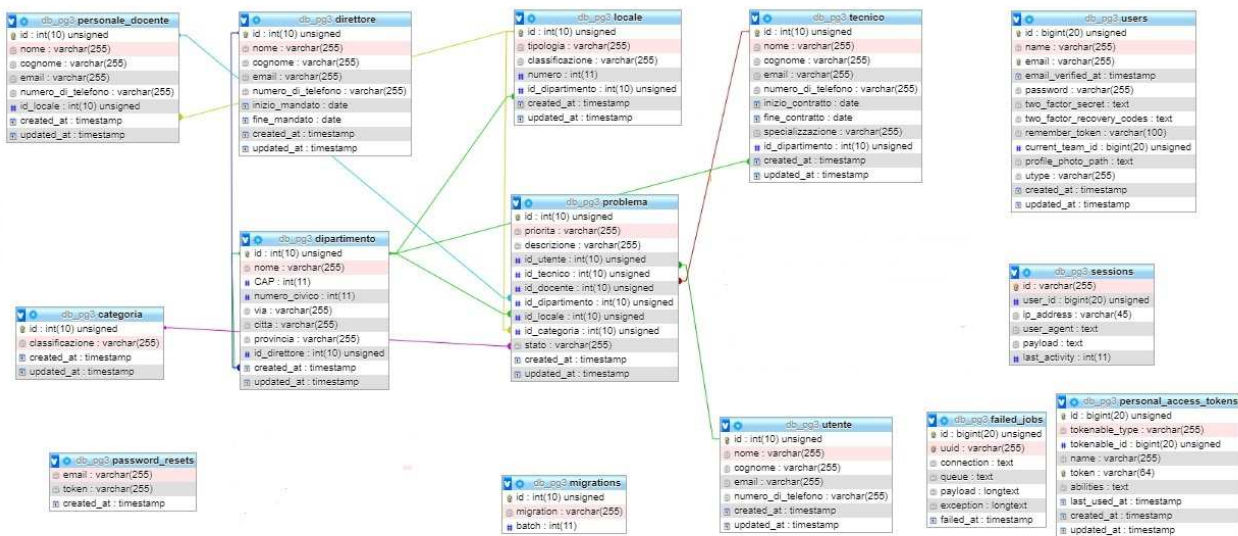 db_pg3 personale_docente
id : int(10) unsigned
nome : varchar(255)
cognome : varchar(255)
email : varchar(255)
numero_di_telefono : varchar(255)
id_locale : int(10) unsigned
created_at : timestamp
updated_at : timestamp
db_pg3 direttore
id : int(10) unsigned
nome : varchar(255)
cognome : varchar(255)
email : varchar(255)
numero_di_telefono : varchar(255)
inizio_mandato : date
fine_mandato : date
created_at : timestamp
updated_at : timestamp
db_pg3 locale
id : int(10) unsigned
tipologia : varchar(255)
classificazione : varchar(255)
numero : int(11)
id_dipartimento : int(10) unsigned
created_at : timestamp
updated_at : timestamp
db_pg3 tecnico
id : int(10) unsigned
nome : varchar(255)
cognome : varchar(255)
email : varchar(255)
numero_di_telefono : varchar(255)
inizio_contratto : date
fine_contratto : date
specializzazione : varchar(255)
id_dipartimento : int(10) unsigned
created_at : timestamp
updated_at : timestamp
db_pg3 users
id : bigint(20) unsigned
name : varchar(255)
email : varchar(255)
email_verified_at : timestamp
password : varchar(255)
two_factor_secret : text
two_factor_recovery_codes : text
remember_token : varchar(100)
current_team_id : bigint(20) unsigned
profile_photo_path : text
utype : varchar(255)
created_at : timestamp
updated_at : timestamp
db_pg3 dipartimento
id : int(10) unsigned
nome : varchar(255)
CAP : int(11)
numero_civico : int(11)
via : varchar(255)
citta : varchar(255)
provincia : varchar(255)
id_direttore : int(10) unsigned
created_at : timestamp
updated_at : timestamp
db_pg3 problema
id : int(10) unsigned
priorita : varchar(255)
descrizione : varchar(255)
id_utente : int(10) unsigned
id_tecnico : int(10) unsigned
id_docente : int(10) unsigned
id_dipartimento : int(10) unsigned
id_locale : int(10) unsigned
id_categoria : int(10) unsigned
stato : varchar(255)
created_at : timestamp
updated_at : timestamp
db_pg3 sessions
id : varchar(255)
user_id : bigint(20) unsigned
ip_address : varchar(45)
user_agent : text
payload : text
last_activity : int(11)
db_pg3 categoria
id : int(10) unsigned
classificazione : varchar(255)
created_at : timestamp
updated_at : timestamp
db_pg3 password_resets
email : varchar(255)
token : varchar(255)
created_at : timestamp
db_pg3 migrations
id : int(10) unsigned
migration : varchar(255)
batch : int(11)
db_pg3 utente
id : int(10) unsigned
nome : varchar(255)
cognome : varchar(255)
email : varchar(255)
numero_di_telefono : varchar(255)
created_at : timestamp
updated_at : timestamp
db_pg3 failed_jobs
id : bigint(20) unsigned
uuid : varchar(255)
connection : text
queue : text
payload : longtext
exception : longtext
failed_at : timestamp
db_pg3 personal_access_tokens
id : bigint(20) unsigned
tokenable_type : varchar(255)
tokenable_id : bigint(20) unsigned
name : varchar(255)
token : varchar(64)
abilities : text
last_used_at : timestamp
created_at : timestamp
updated_at : timestamp